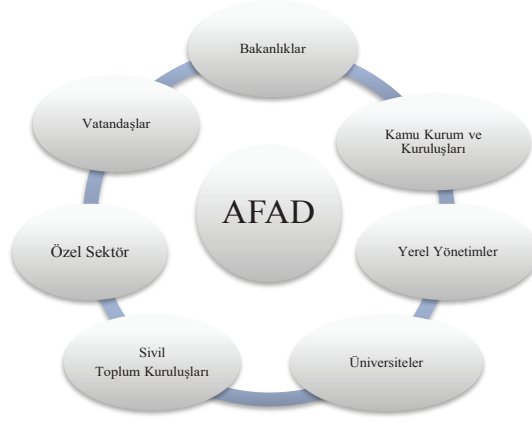 Bakanlıklar
Kamu Kurum ve
Kuruluşları
Yerel Yönetimler
Üniversiteler
Sivil
Toplum Kuruluşları
Özel Sektör
Vatandaşlar
AFAD